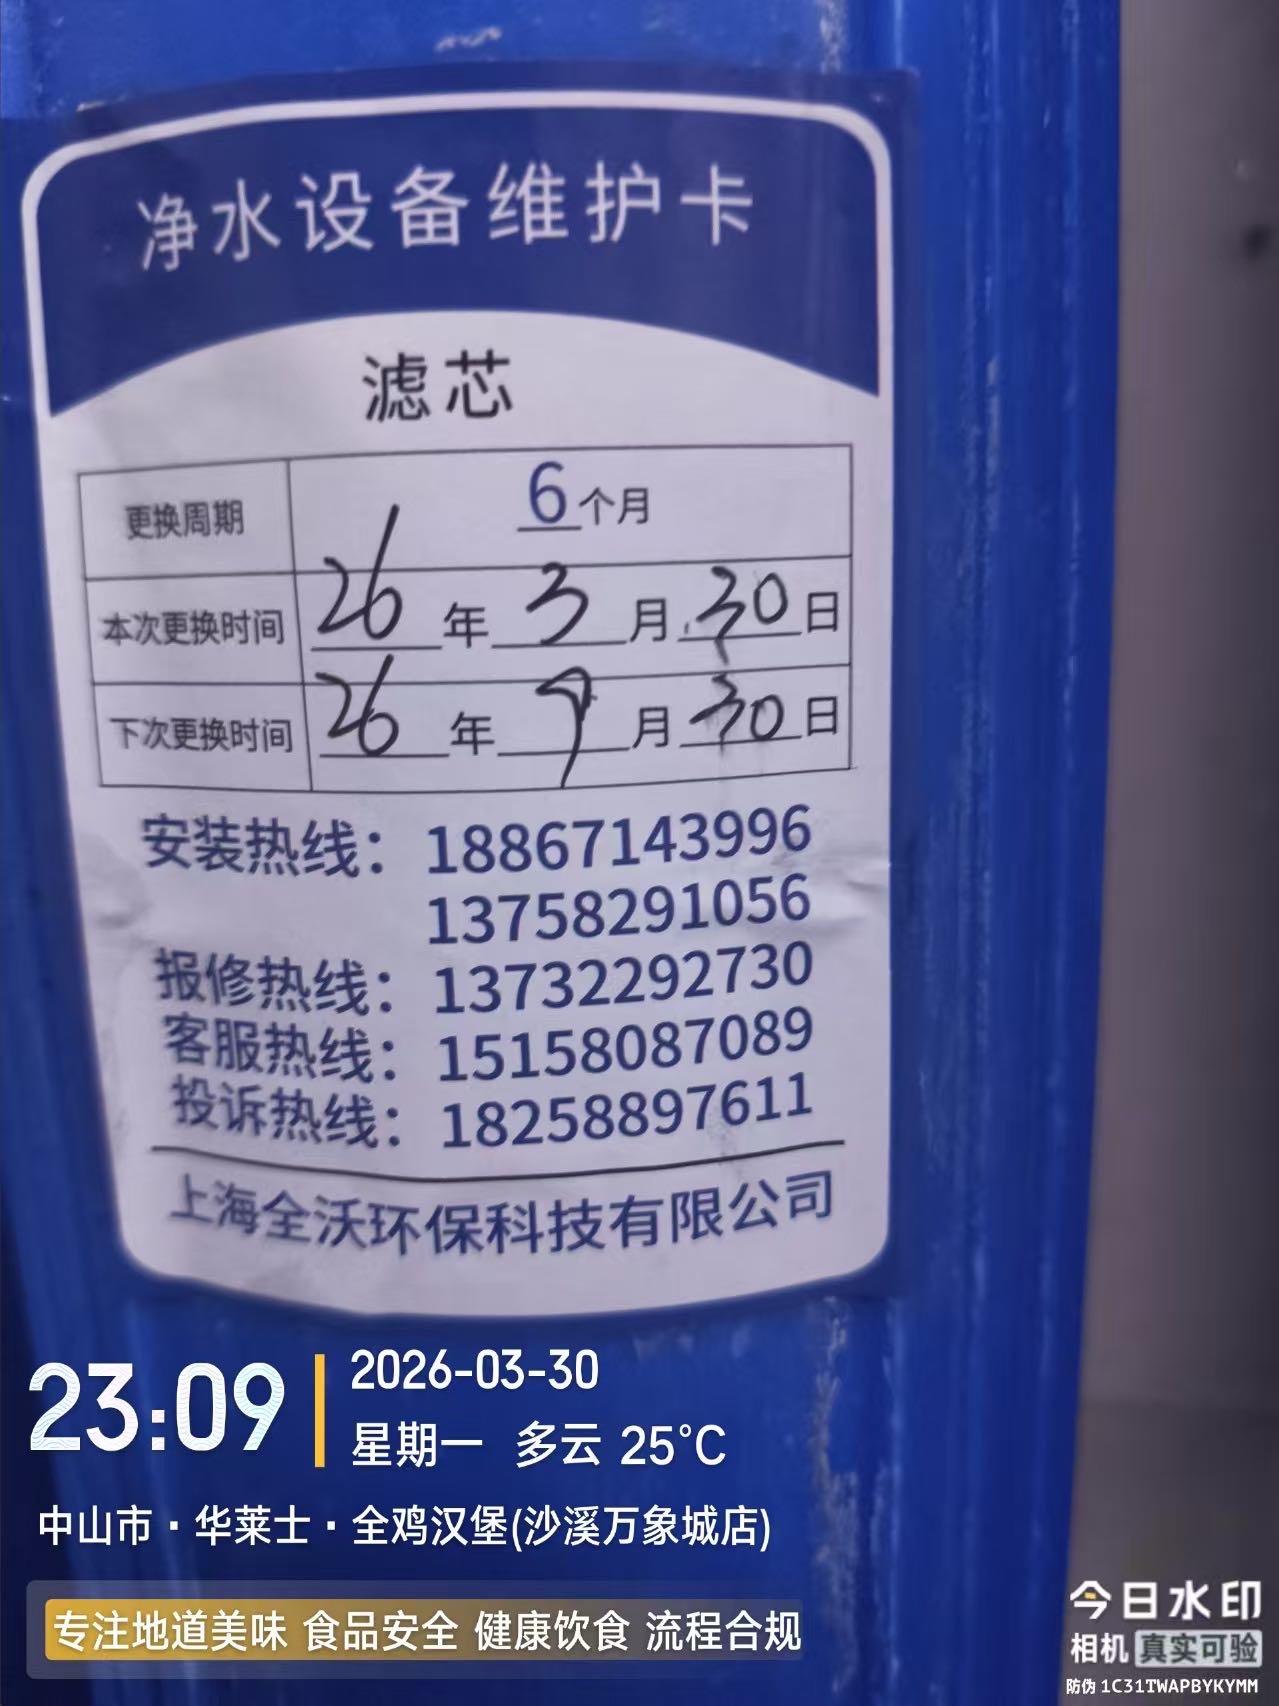 净水设备维护卡
滤芯
更换周期 6个月
本次更换时间 26年3月30日
下次更换时间 26年9月30日
安装热线：18867143996
13758291056
报修热线：13732292730
客服热线：15158087089
投诉热线：18258897611
上海全沃环保科技有限公司
23:09
2026-03-30
星期一 多云 25°C
中山市·华莱士·全鸡汉堡(沙溪万象城店)
专注地道美味 食品安全 健康饮食 流程合规
今日水印
相机 真实可验
防伪 1C31TWAPBYKYMM